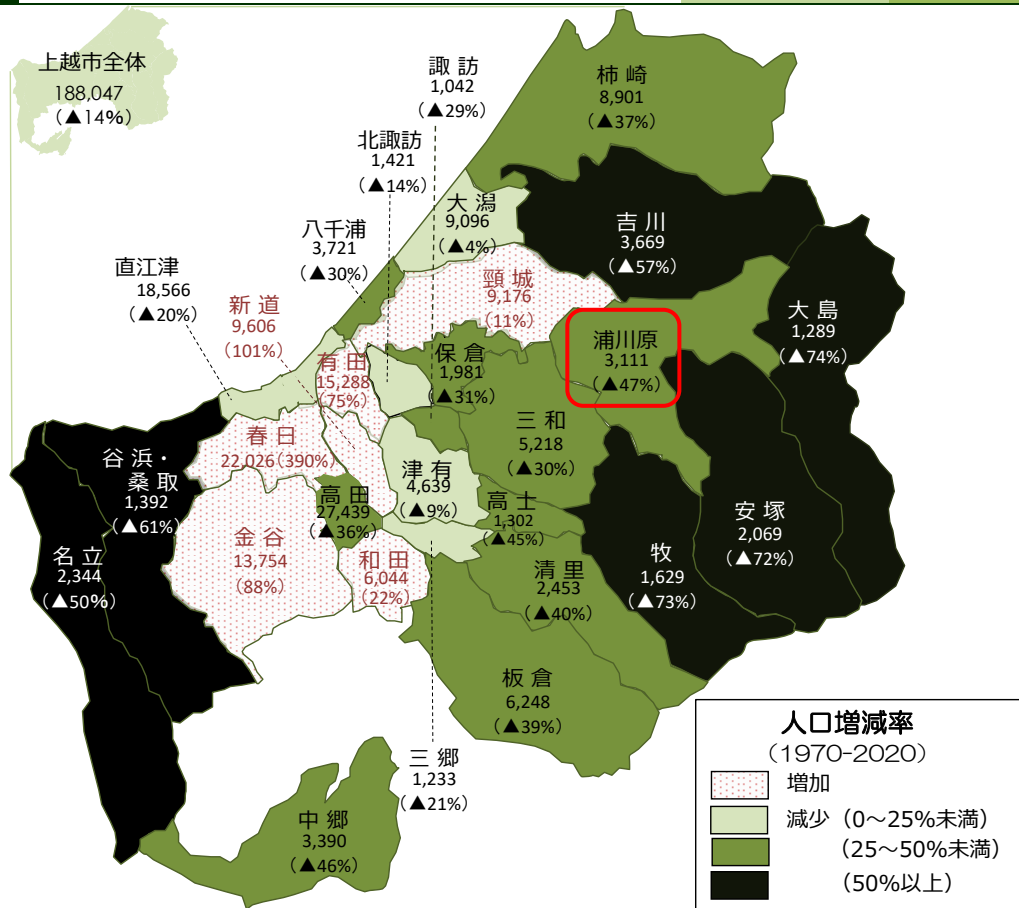 上越市全体
188,047
(▲14%)
諏訪
1,042
(▲29%)
柿崎
8,901
(▲37%)
北諏訪
1,421
(▲14%)
大潟
9,096
(▲4%)
吉川
3,669
(▲57%)
八千浦
3,721
(▲30%)
直江津
18,566
(▲20%)
新道
9,606
(101%)
頸城
9,176
(11%)
大島
1,289
(▲74%)
浦川原
3,111
(▲47%)
有田
15,288
(75%)
保倉
1,981
(▲31%)
三和
5,218
(▲30%)
春日
22,026(390%)
谷浜・
桑取
1,392
(▲61%)
津有
4,639
(▲9%)
高田
27,439
(▲36%)
高士
1,302
(▲45%)
安塚
2,069
(▲72%)
金谷
13,754
(88%)
名立
2,344
(▲50%)
和田
6,044
(22%)
清里
2,453
(▲40%)
牧
1,629
(▲73%)
板倉
6,248
(▲39%)
三郷
1,233
(▲21%)
中郷
3,390
(▲46%)
人口増減率
(1970-2020)
増加
減少(0~25%未満)
(25~50%未満)
(50%以上)